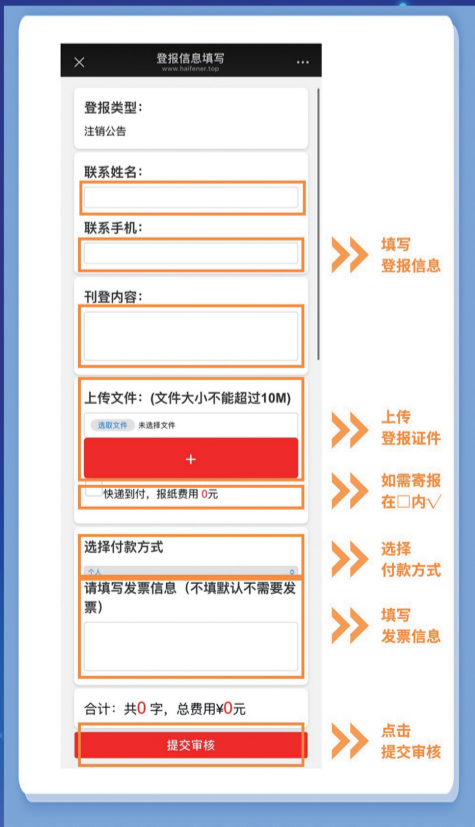 登报信息填写
www.haifener.top
登报类型：
注销公告
联系姓名：
联系手机：
填写
登报信息
刊登内容：
上传文件：(文件大小不能超过10M)
选取文件 未选择文件
+
上传
登报证件
快递到付，报纸费用 0元
如需寄报
在□内√
选择付款方式
个人
选择
付款方式
请填写发票信息（不填默认不需要发
票）
填写
发票信息
合计：共0 字，总费用¥0元
提交审核
点击
提交审核